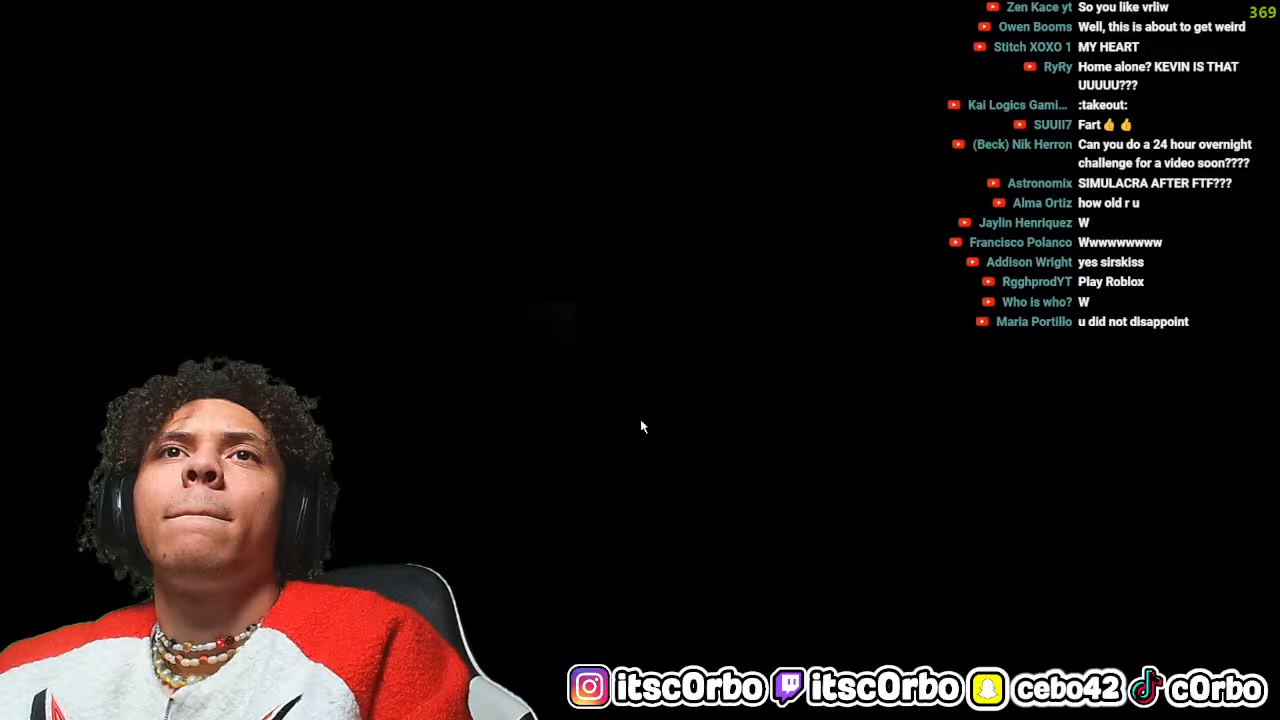 369
Zen Kace yt So you like vrliw
Owen Booms Well, this is about to get weird
Stitch XOXO 1 MY HEART
RyRy Home alone? KEVIN IS THAT
UUUUU???
Kai Logics Gami... :takeout:
SUUII7 Fart👍👍
(Beck) Nik Herron Can you do a 24 hour overnight
challenge for a video soon????
Astronomix SIMULACRA AFTER FTF???
Alma Ortiz how old r u
Jaylin Henriquez W
Francisco Polanco Wwwwwwwww
Addison Wright yes sirskiss
RgghprodYT Play Roblox
Who is who? W
Maria Portillo u did not disappoint
itsc0rbo itsc0rbo cebo42 c0rbo